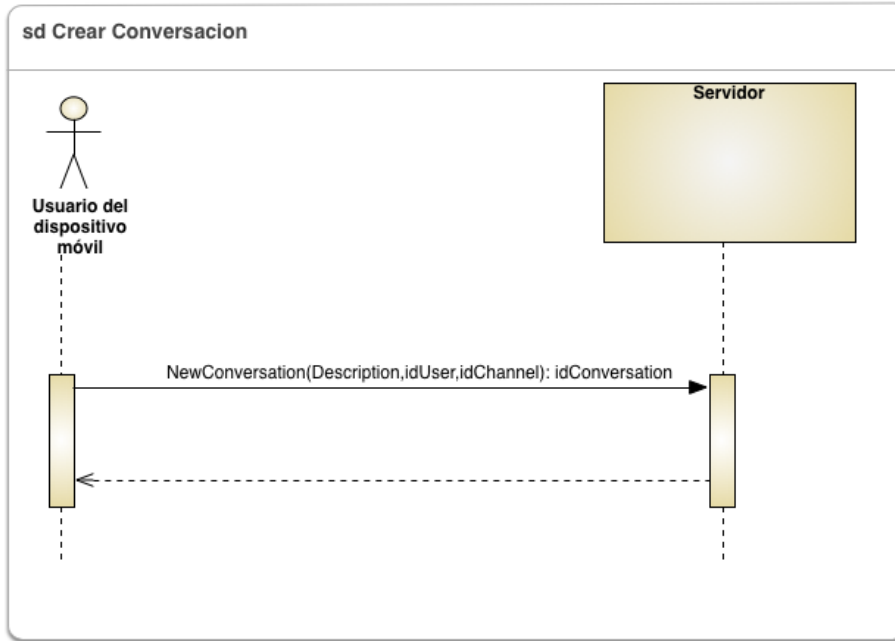 sd Crear Conversacion
Servidor
Usuario del
dispositivo
móvil
NewConversation(Description,idUser,idChannel): idConversation